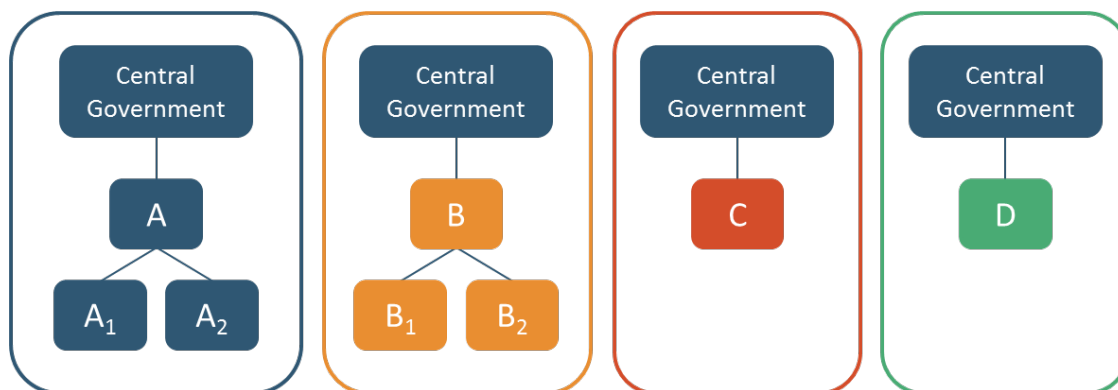 Central
Government
Central
Government
Central
Government
Central
Government
A
B
C
D
A₁
A₂
B₁
B₂